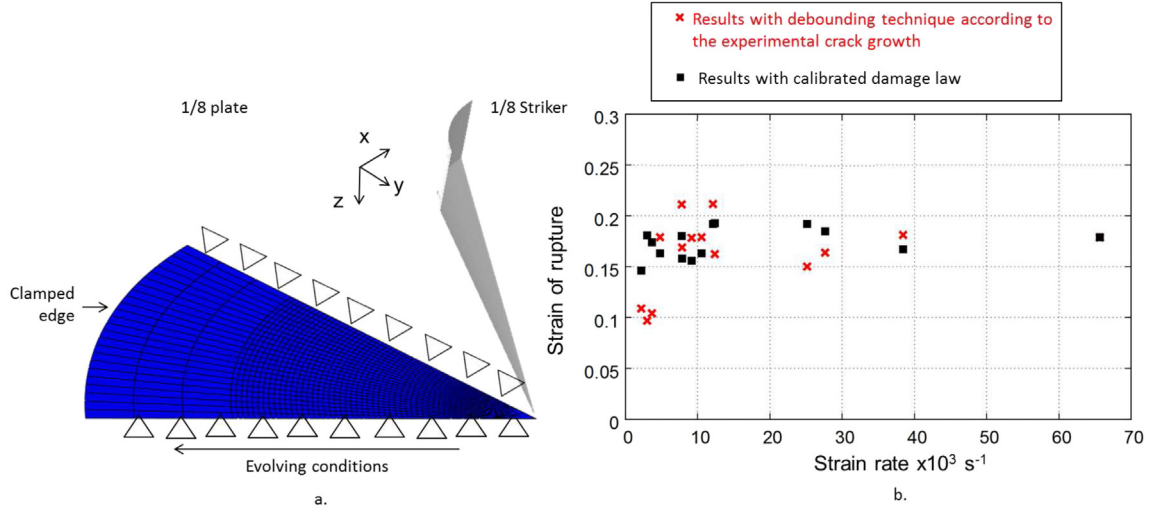 1/8 plate
1/8 Striker
x
y
z
Clamped
edge
Evolving conditions
a.
Results with debounding technique according to
the experimental crack growth
Results with calibrated damage law
Strain of rupture
0.3
0.25
0.2
0.15
0.1
0.05
0
0 10 20 30 40 50 60 70
Strain rate x10³ s⁻¹
b.